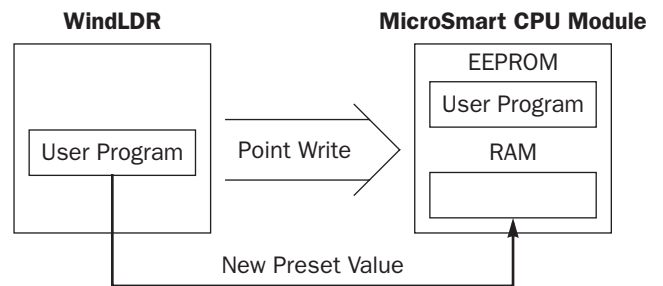 WindLDR
MicroSmart CPU Module
EEPROM
User Program
User Program
Point Write
RAM
New Preset Value